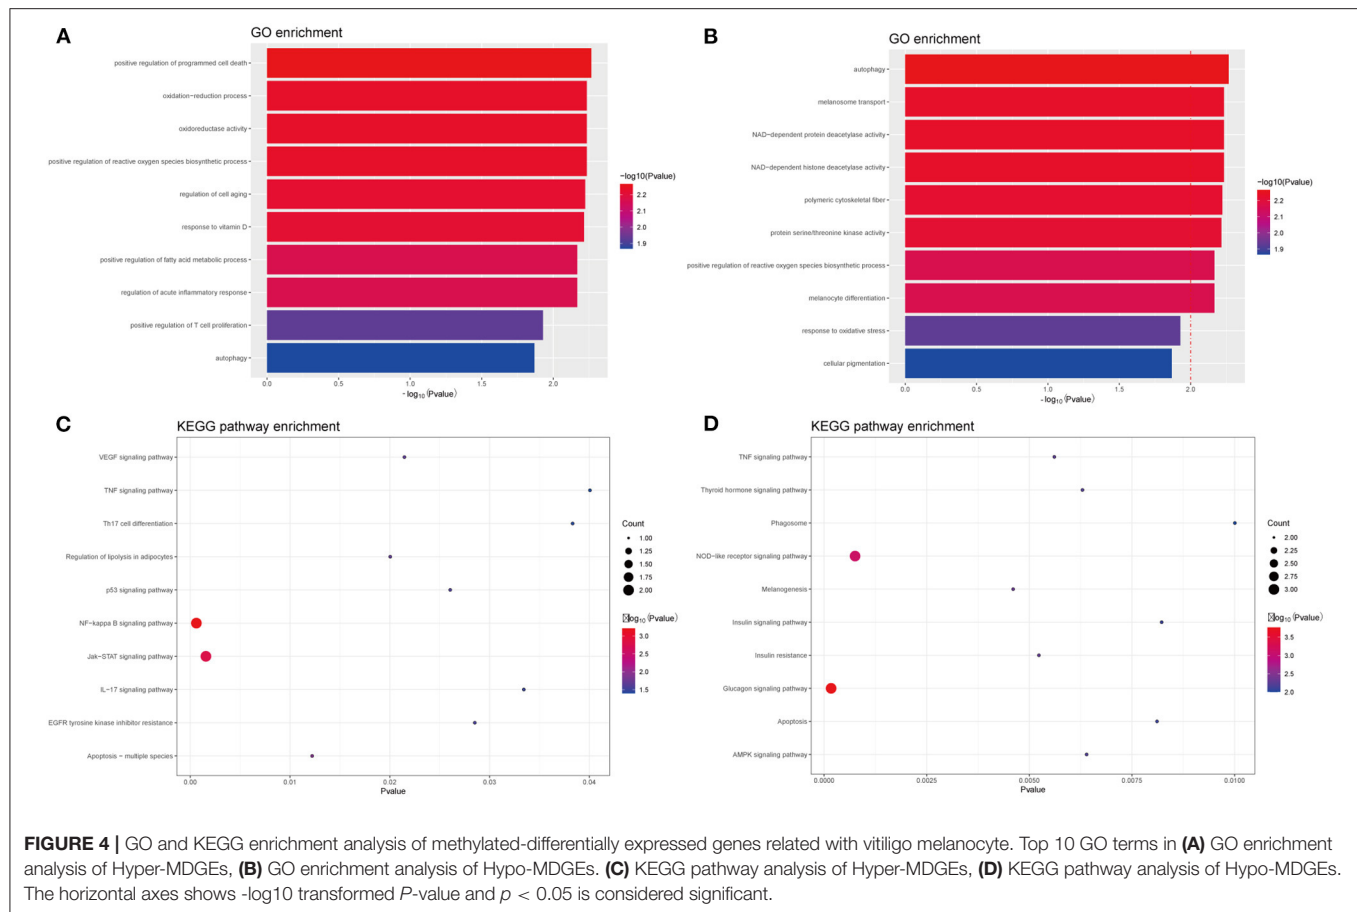 A
GO enrichment
positive regulation of programmed cell death
oxidation−reduction process
oxidoreductase activity
positive regulation of reactive oxygen species biosynthetic process
regulation of cell aging
response to vitamin D
positive regulation of fatty acid metabolic process
regulation of acute inflammatory response
positive regulation of T cell proliferation
autophagy
0.0 0.5 1.0 1.5 2.0
- log10 (Pvalue)
−log10(Pvalue)
2.2
2.1
2.0
1.9
B
GO enrichment
autophagy
melanosome transport
NAD−dependent protein deacetylase activity
NAD−dependent histone deacetylase activity
polymeric cytoskeletal fiber
protein serine/threonine kinase activity
positive regulation of reactive oxygen species biosynthetic process
melanocyte differentiation
response to oxidative stress
cellular pigmentation
0.0 0.5 1.0 1.5 2.0
−log10 (Pvalue)
−log10(Pvalue)
2.2
2.1
2.0
1.9
C
KEGG pathway enrichment
VEGF signaling pathway
TNF signaling pathway
Th17 cell differentiation
Regulation of lipolysis in adipocytes
p53 signaling pathway
NF−kappa B signaling pathway
Jak−STAT signaling pathway
IL−17 signaling pathway
EGFR tyrosine kinase inhibitor resistance
Apoptosis − multiple species
0.00 0.01 0.02 0.03 0.04
Pvalue
Count
1.00
1.25
1.50
1.75
2.00
log10 (Pvalue)
3.0
2.5
2.0
1.5
D
KEGG pathway enrichment
TNF signaling pathway
Thyroid hormone signaling pathway
Phagosome
NOD−like receptor signaling pathway
Melanogenesis
Insulin signaling pathway
Insulin resistance
Glucagon signaling pathway
Apoptosis
AMPK signaling pathway
0.0000 0.0025 0.0050 0.0075 0.0100
Pvalue
Count
2.00
2.25
2.50
2.75
3.00
log10 (Pvalue)
3.5
3.0
2.5
2.0
FIGURE 4 | GO and KEGG enrichment analysis of methylated-differentially expressed genes related with vitiligo melanocyte. Top 10 GO terms in (A) GO enrichment
analysis of Hyper-MDGEs, (B) GO enrichment analysis of Hypo-MDGEs. (C) KEGG pathway analysis of Hyper-MDGEs, (D) KEGG pathway analysis of Hypo-MDGEs.
The horizontal axes shows -log10 transformed P-value and p < 0.05 is considered significant.